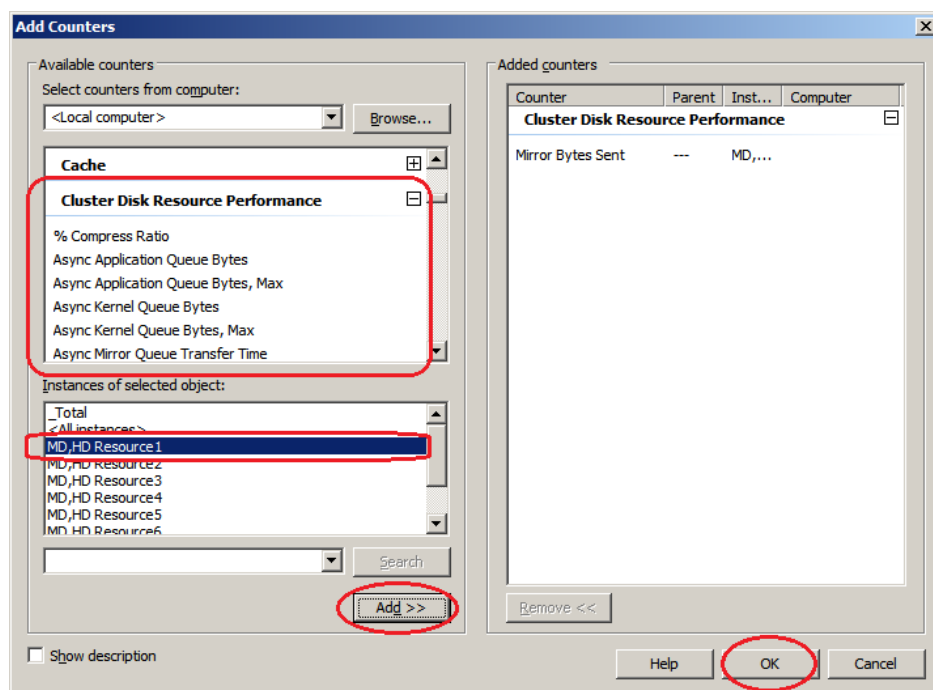 Add Counters
Available counters
Select counters from computer:
<Local computer>
Browse...
Cache
Cluster Disk Resource Performance
% Compress Ratio
Async Application Queue Bytes
Async Application Queue Bytes, Max
Async Kernel Queue Bytes
Async Kernel Queue Bytes, Max
Async Mirror Queue Transfer Time
Instances of selected object:
_Total
<All instances>
MD,HD Resource1
MD,HD Resource2
MD,HD Resource3
MD,HD Resource4
MD,HD Resource5
MD,HD Resource6
Search
Add >>
Show description
Added counters
Counter Parent Inst... Computer
Cluster Disk Resource Performance
Mirror Bytes Sent --- MD,...
Remove <<
Help OK Cancel